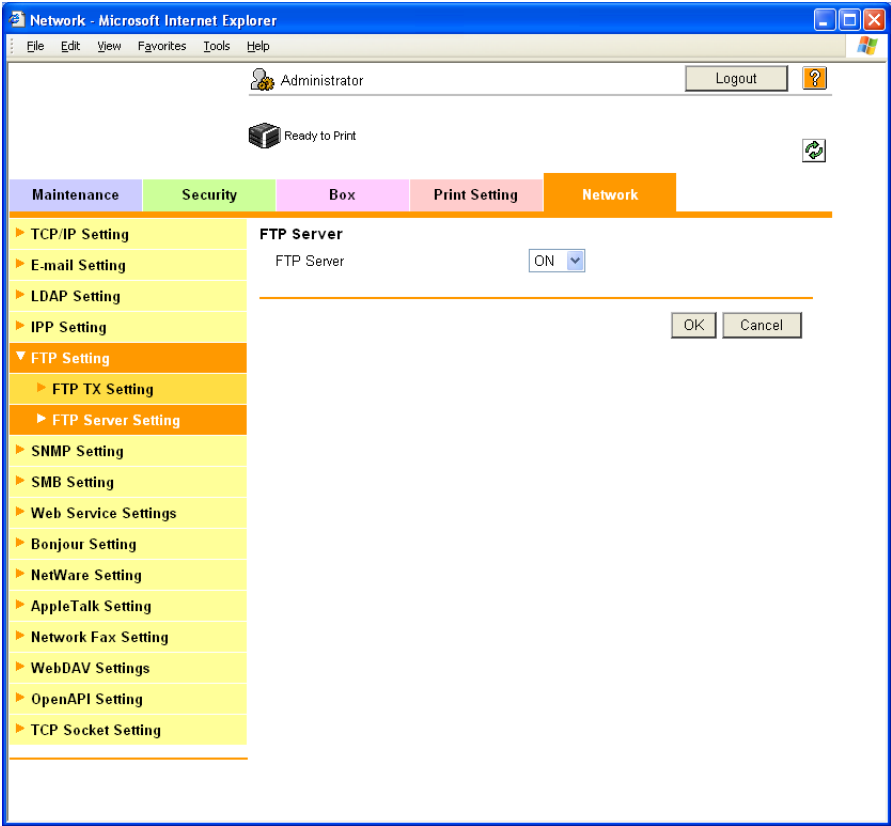 Network - Microsoft Internet Explorer
File Edit View Favorites Tools Help
Administrator
Logout
?
Ready to Print
Maintenance Security Box Print Setting Network
TCP/IP Setting
E-mail Setting
LDAP Setting
IPP Setting
FTP Setting
FTP TX Setting
FTP Server Setting
SNMP Setting
SMB Setting
Web Service Settings
Bonjour Setting
NetWare Setting
AppleTalk Setting
Network Fax Setting
WebDAV Settings
OpenAPI Setting
TCP Socket Setting
FTP Server
FTP Server ON
OK Cancel